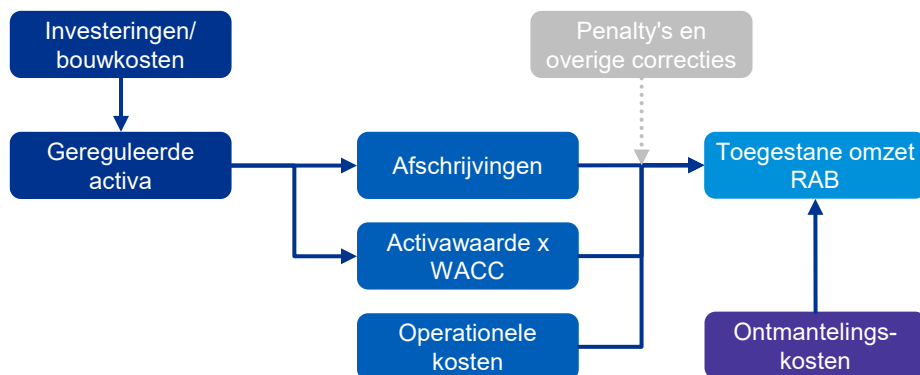 Investeringen/
bouwkosten
Penalty's en
overige correcties
Gereguleerde
activa
Afschrijvingen
Toegestane omzet
RAB
Activawaarde x
WACC
Operationele
kosten
Ontmantelings-
kosten